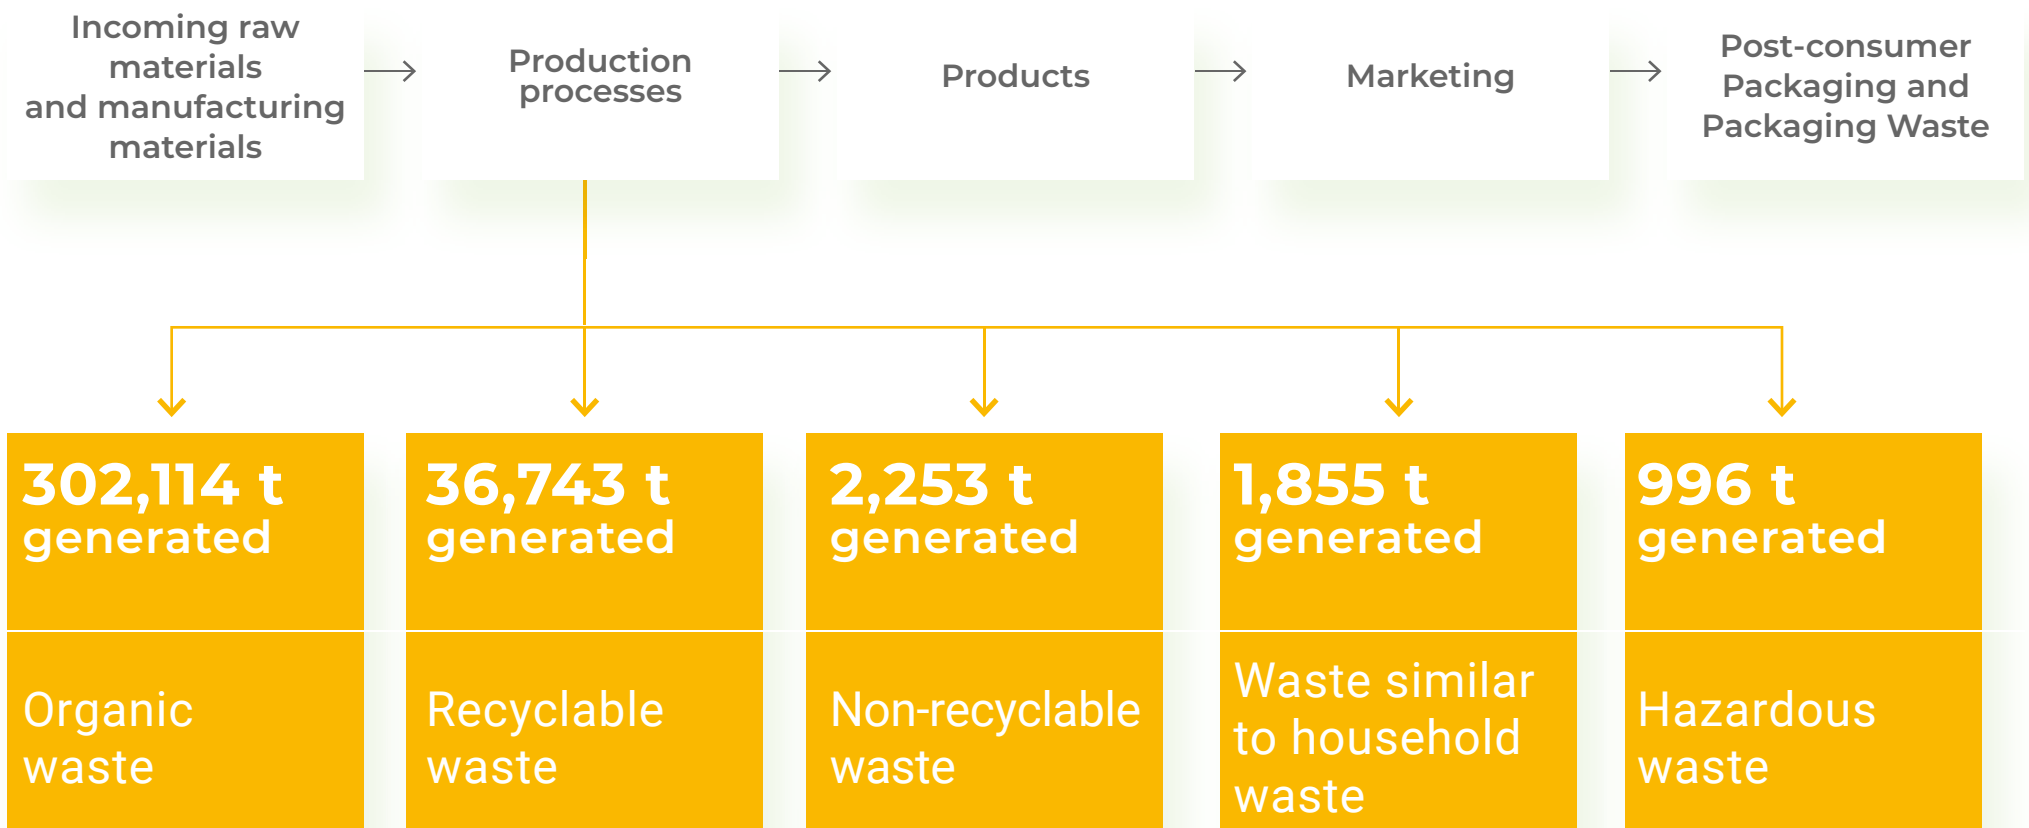 Incoming raw
materials
and manufacturing
materials
Production
processes
Products
Marketing
Post-consumer
Packaging and
Packaging Waste
302,114 t
generated
Organic
waste
36,743 t
generated
Recyclable
waste
2,253 t
generated
Non-recyclable
waste
1,855 t
generated
Waste similar
to household
waste
996 t
generated
Hazardous
waste